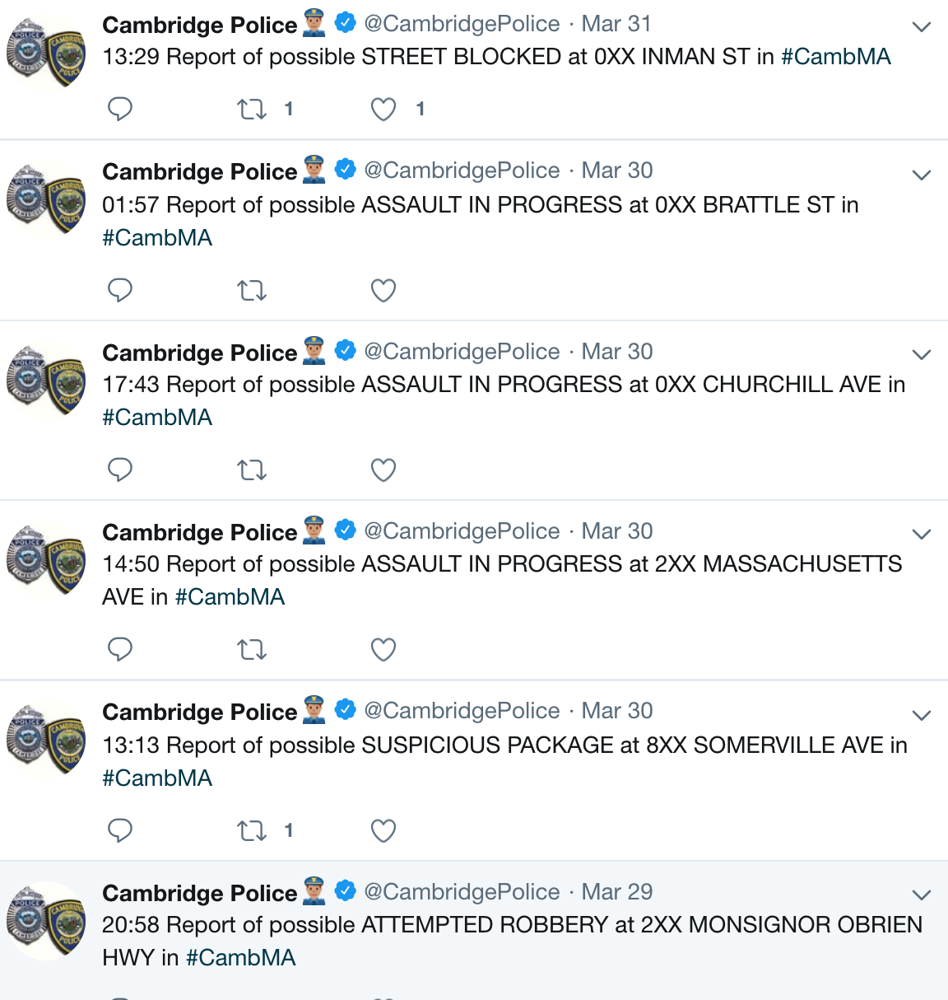 Cambridge Police @CambridgePolice · Mar 31
13:29 Report of possible STREET BLOCKED at 0XX INMAN ST in #CambMA
1 1
Cambridge Police @CambridgePolice · Mar 30
01:57 Report of possible ASSAULT IN PROGRESS at 0XX BRATTLE ST in
#CambMA
Cambridge Police @CambridgePolice · Mar 30
17:43 Report of possible ASSAULT IN PROGRESS at 0XX CHURCHILL AVE in
#CambMA
Cambridge Police @CambridgePolice · Mar 30
14:50 Report of possible ASSAULT IN PROGRESS at 2XX MASSACHUSETTS
AVE in #CambMA
Cambridge Police @CambridgePolice · Mar 30
13:13 Report of possible SUSPICIOUS PACKAGE at 8XX SOMERVILLE AVE in
#CambMA
1
Cambridge Police @CambridgePolice · Mar 29
20:58 Report of possible ATTEMPTED ROBBERY at 2XX MONSIGNOR OBRIEN
HWY in #CambMA